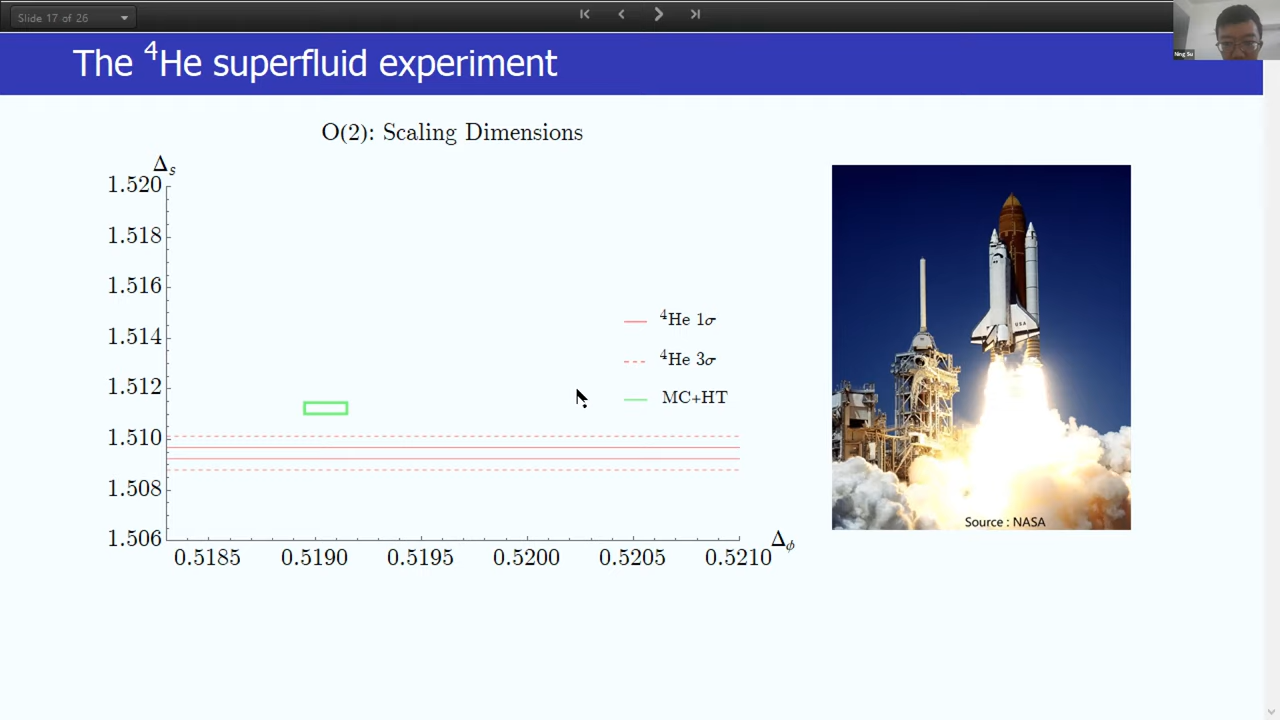 Slide 17 of 26
Ning Su
The ⁴He superfluid experiment
O(2): Scaling Dimensions
Δₛ
1.520
1.518
1.516
1.514
1.512
1.510
1.508
1.506
0.5185 0.5190 0.5195 0.5200 0.5205 0.5210
Δᵩ
⁴He 1σ
⁴He 3σ
MC+HT
USA
Source : NASA